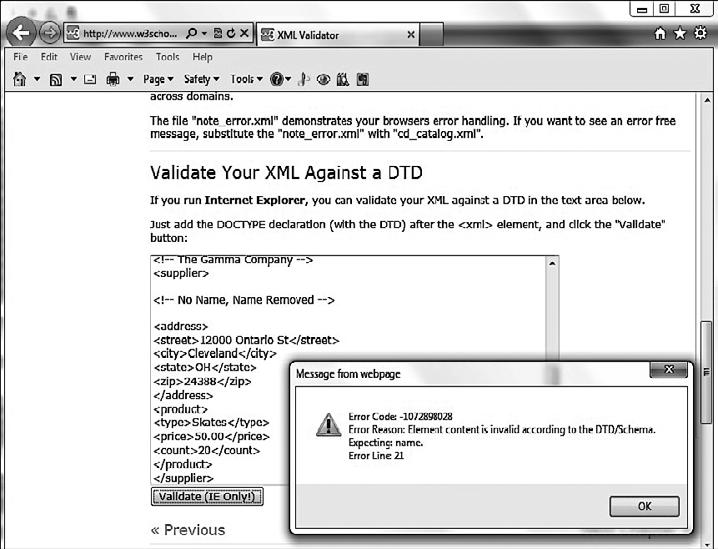 http://www.w3scho...
XML Validator
File Edit View Favorites Tools Help
Page Safety Tools
across domains.
The file "note_error.xml" demonstrates your browsers error handling. If you want to see an error free
message, substitute the "note_error.xml" with "cd_catalog.xml".
Validate Your XML Against a DTD
If you run Internet Explorer, you can validate your XML against a DTD in the text area below.
Just add the DOCTYPE declaration (with the DTD) after the <xml> element, and click the "Validate"
button:
<!-- The Gamma Company -->
<supplier>
<!-- No Name, Name Removed -->
<address>
<street>12000 Ontario St</street>
<city>Cleveland</city>
<state>OH</state>
<zip>24388</zip>
</address>
<product>
<type>Skates</type>
<price>50.00</price>
<count>20</count>
</product>
</supplier>
Message from webpage
Error Code: -1072898028
Error Reason: Element content is invalid according to the DTD/Schema.
Expecting: name.
Error Line: 21
OK
Validate (IE Only!)
« Previous